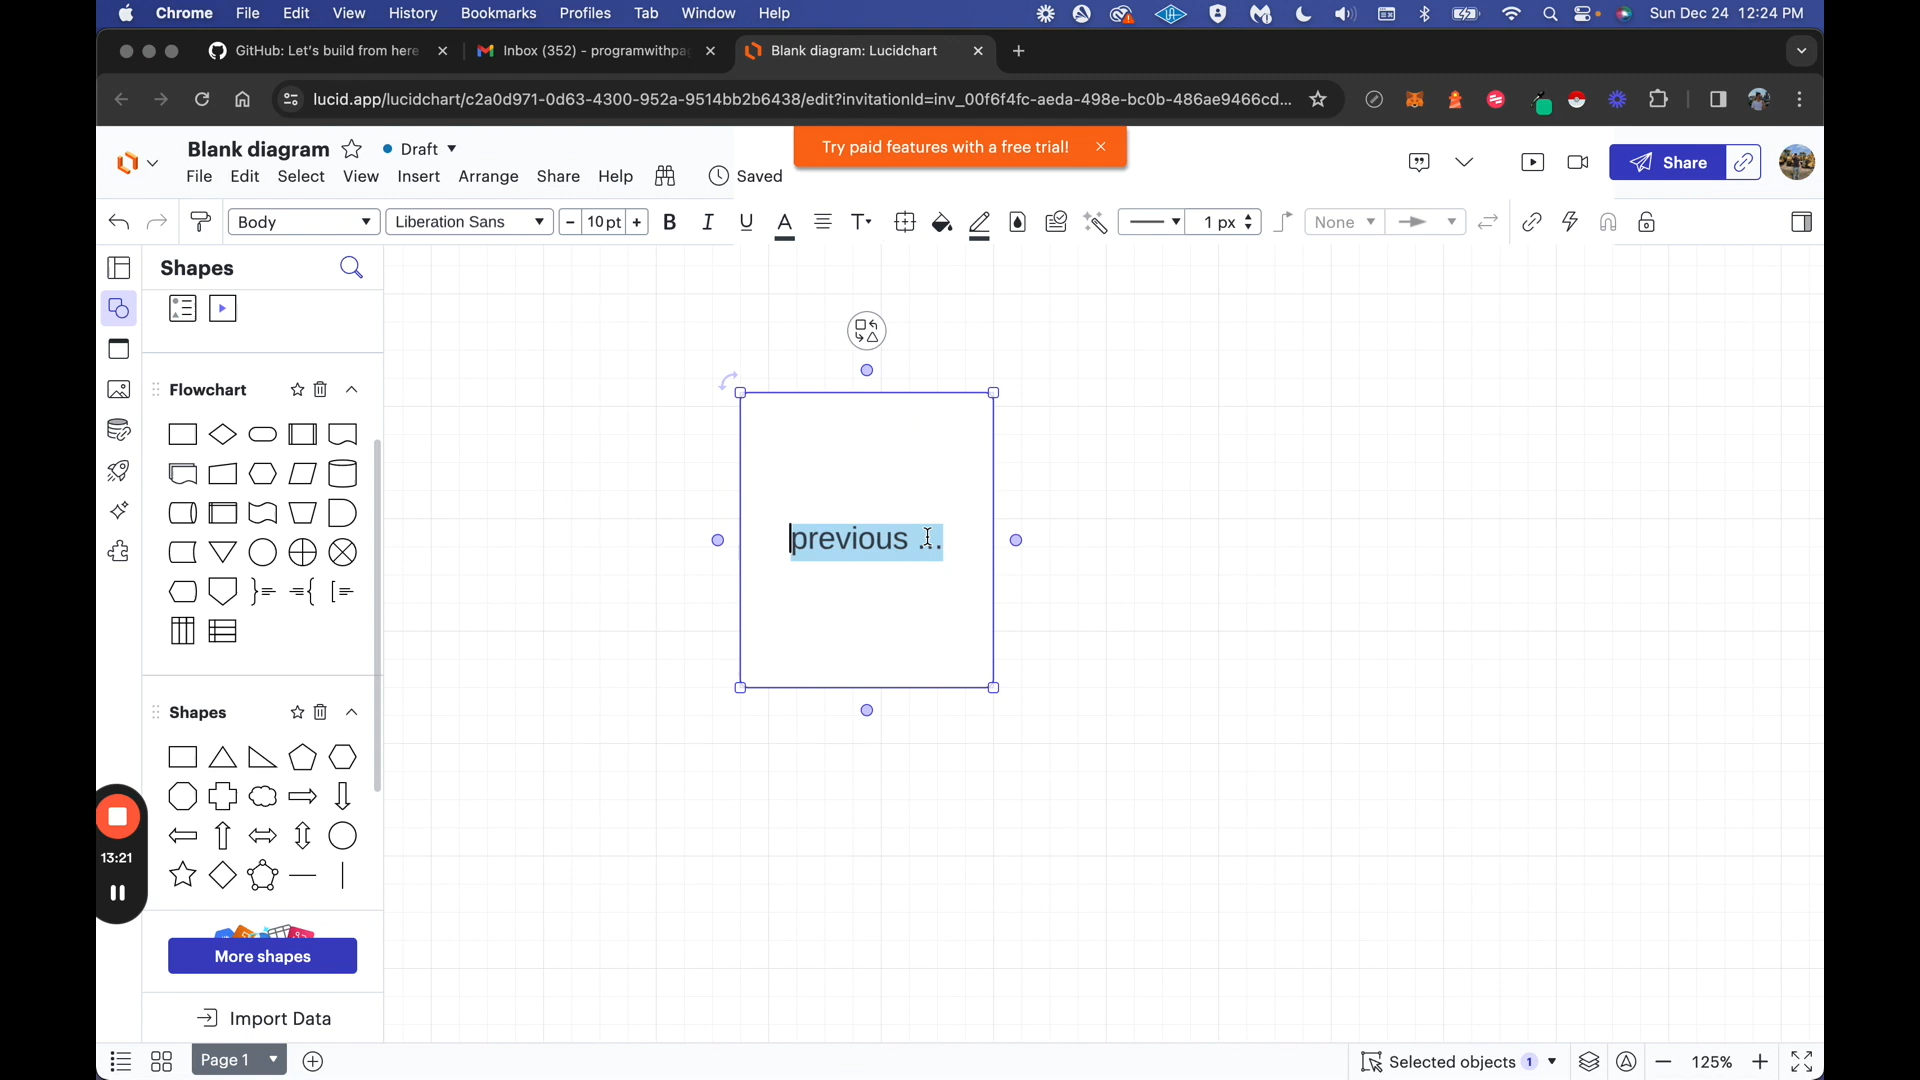 Chrome File Edit View History Bookmarks Profiles Tab Window Help Sun Dec 24 12:24 PM
GitHub: Let's build from here
Inbox (352) - programwithpa
Blank diagram: Lucidchart
lucid.app/lucidchart/c2a0d971-0d63-4300-952a-9514bb2b6438/edit?invitationId=inv_00f6f4fc-aeda-498e-bc0b-486ae9466cd...
Blank diagram Draft
Try paid features with a free trial!
Share
File Edit Select View Insert Arrange Share Help Saved
Body Liberation Sans 10 pt B I U A T 1 px None
Shapes
Flowchart
previous ...
Shapes
13:21
More shapes
Import Data
Page 1 Selected objects 1 125%